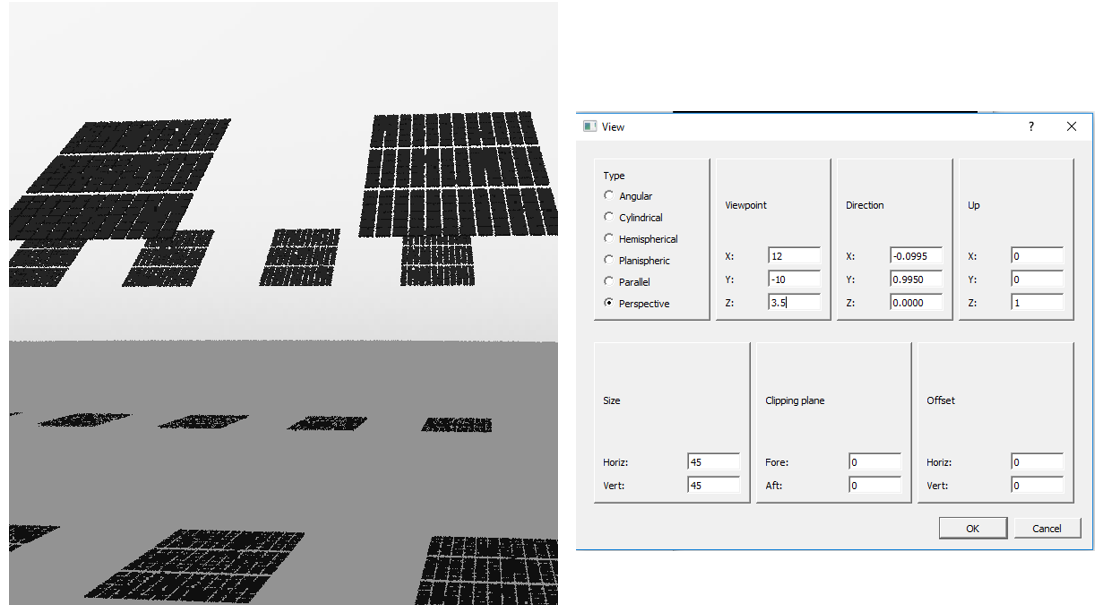 View
?
Type
Angular
Cylindrical
Hemispherical
Planispheric
Parallel
Perspective
Viewpoint
X: 12
Y: -10
Z: 3.5
Direction
X: -0.0995
Y: 0.9950
Z: 0.0000
Up
X: 0
Y: 0
Z: 1
Size
Horiz: 45
Vert: 45
Clipping plane
Fore: 0
Aft: 0
Offset
Horiz: 0
Vert: 0
OK
Cancel